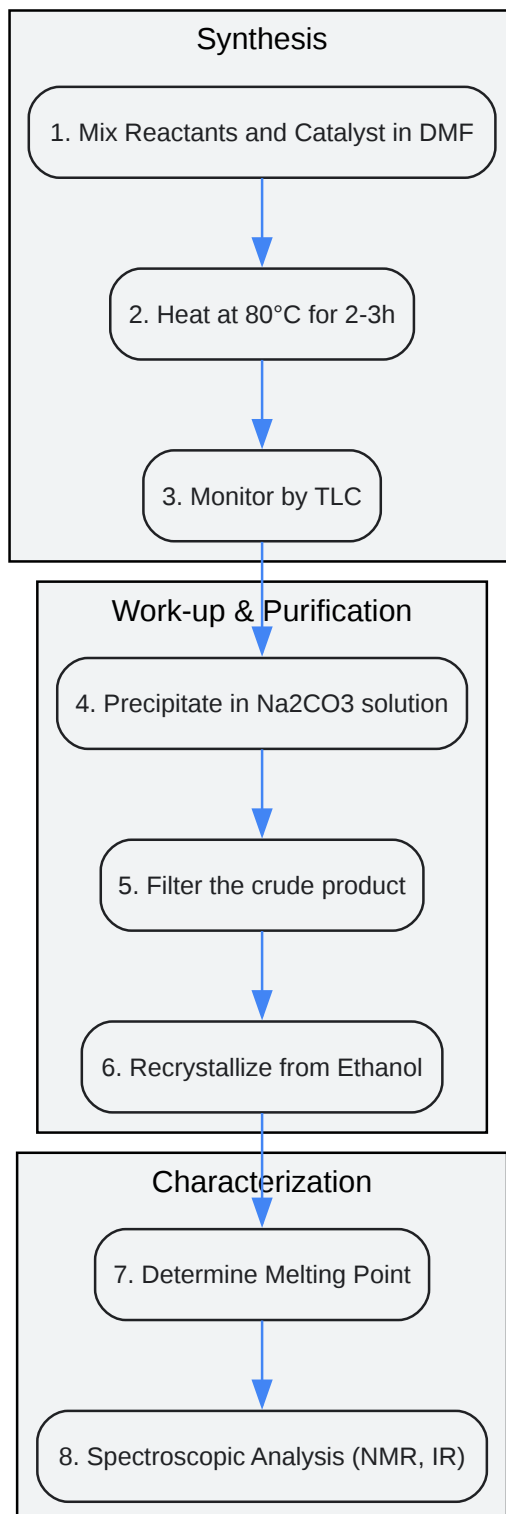 Synthesis
1. Mix Reactants and Catalyst in DMF
2. Heat at 80°C for 2-3h
3. Monitor by TLC
Work-up & Purification
4. Precipitate in Na2CO3 solution
5. Filter the crude product
6. Recrystallize from Ethanol
Characterization
7. Determine Melting Point
8. Spectroscopic Analysis (NMR, IR)